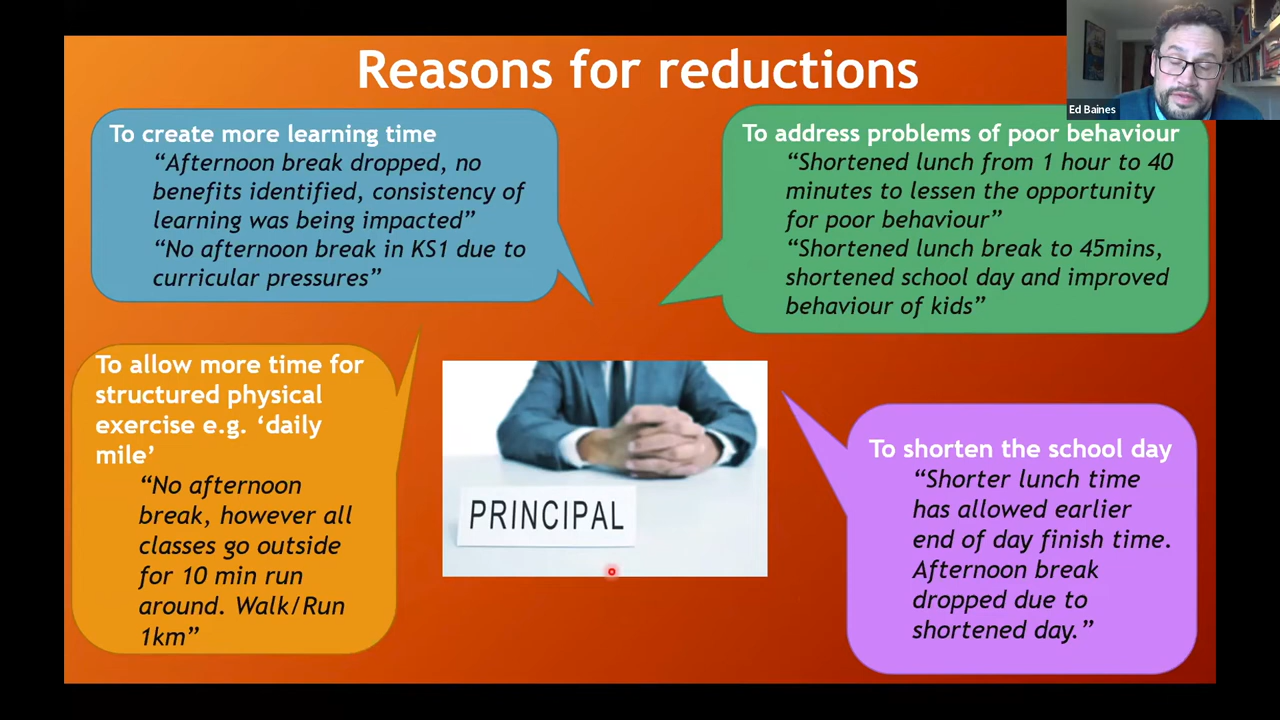 Reasons for reductions
Ed Baines
To create more learning time
“Afternoon break dropped, no
benefits identified, consistency of
learning was being impacted”
“No afternoon break in KS1 due to
curricular pressures”
To address problems of poor behaviour
“Shortened lunch from 1 hour to 40
minutes to lessen the opportunity
for poor behaviour”
“Shortened lunch break to 45mins,
shortened school day and improved
behaviour of kids”
To allow more time for
structured physical
exercise e.g. ‘daily
mile’
“No afternoon
break, however all
classes go outside
for 10 min run
around. Walk/Run
1km”
PRINCIPAL
To shorten the school day
“Shorter lunch time
has allowed earlier
end of day finish time.
Afternoon break
dropped due to
shortened day.”